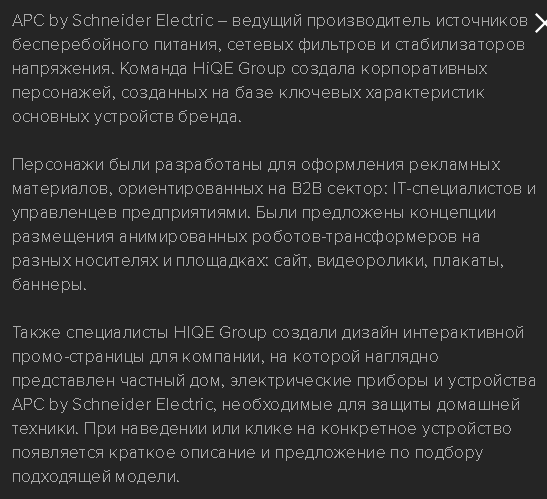 APC by Schneider Electric – ведущий производитель источников
бесперебойного питания, сетевых фильтров и стабилизаторов
напряжения. Команда HiQE Group создала корпоративных
персонажей, созданных на базе ключевых характеристик
основных устройств бренда.
Персонажи были разработаны для оформления рекламных
материалов, ориентированных на B2B сектор: IT-специалистов и
управленцев предприятиями. Были предложены концепции
размещения анимированных роботов-трансформеров на
разных носителях и площадках: сайт, видеоролики, плакаты,
баннеры.
Также специалисты HIQE Group создали дизайн интерактивной
промо-страницы для компании, на которой наглядно
представлен частный дом, электрические приборы и устройства
APC by Schneider Electric, необходимые для защиты домашней
техники. При наведении или клике на конкретное устройство
появляется краткое описание и предложение по подбору
подходящей модели.